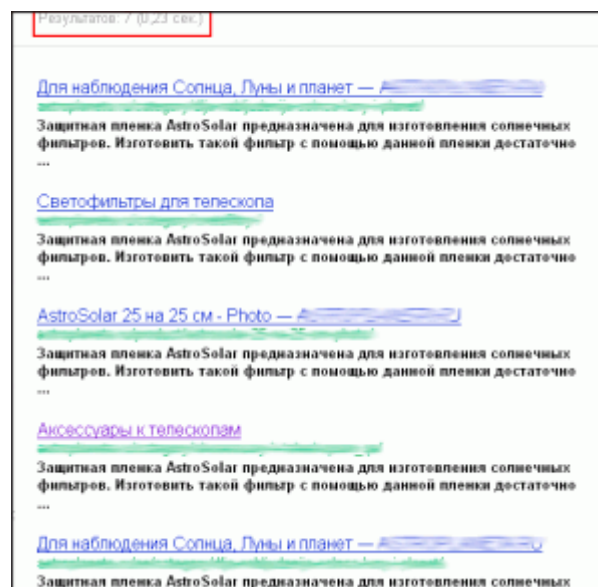 Результатов: 7 (0,23 сек.)
Для наблюдения Солнца, Луны и планет —
Защитная пленка AstroSolar предназначена для изготовления солнечных
фильтров. Изготовить такой фильтр с помощью данной пленки достаточно
...
Светофильтры для телескопа
Защитная пленка AstroSolar предназначена для изготовления солнечных
фильтров. Изготовить такой фильтр с помощью данной пленки достаточно
...
AstroSolar 25 на 25 см - Photo —
Защитная пленка AstroSolar предназначена для изготовления солнечных
фильтров. Изготовить такой фильтр с помощью данной пленки достаточно
...
Аксессуары к телескопам
Защитная пленка AstroSolar предназначена для изготовления солнечных
фильтров. Изготовить такой фильтр с помощью данной пленки достаточно
...
Для наблюдения Солнца, Луны и планет —
Защитная пленка AstroSolar предназначена для изготовления солнечных